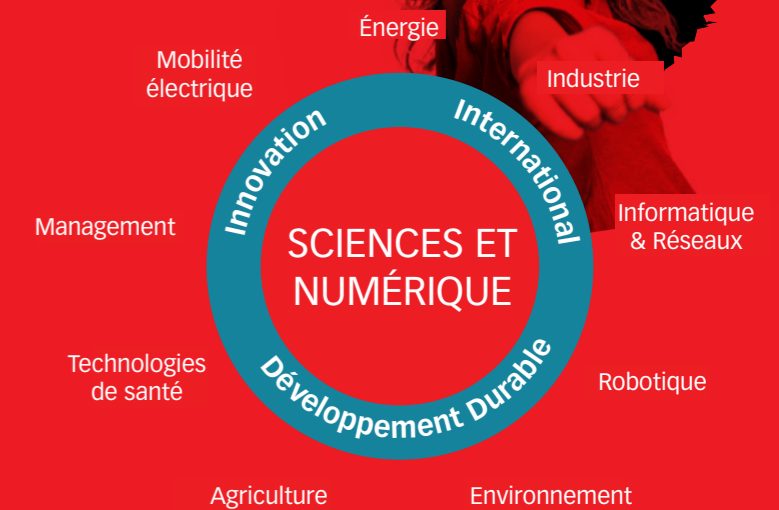 Énergie
Mobilité
électrique
Industrie
Innovation
International
Management
Informatique
& Réseaux
SCIENCES ET
NUMÉRIQUE
Technologies
de santé
Développement Durable
Robotique
Agriculture
Environnement